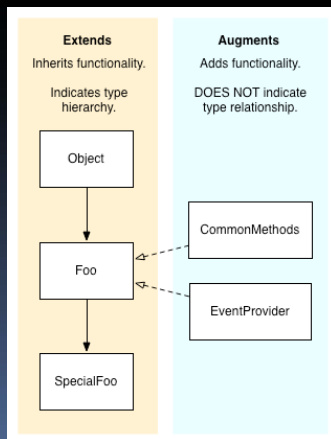 Extends
Inherits functionality.
Indicates type
hierarchy.
Object
Foo
SpecialFoo
Augments
Adds functionality.
DOES NOT indicate
type relationship.
CommonMethods
EventProvider